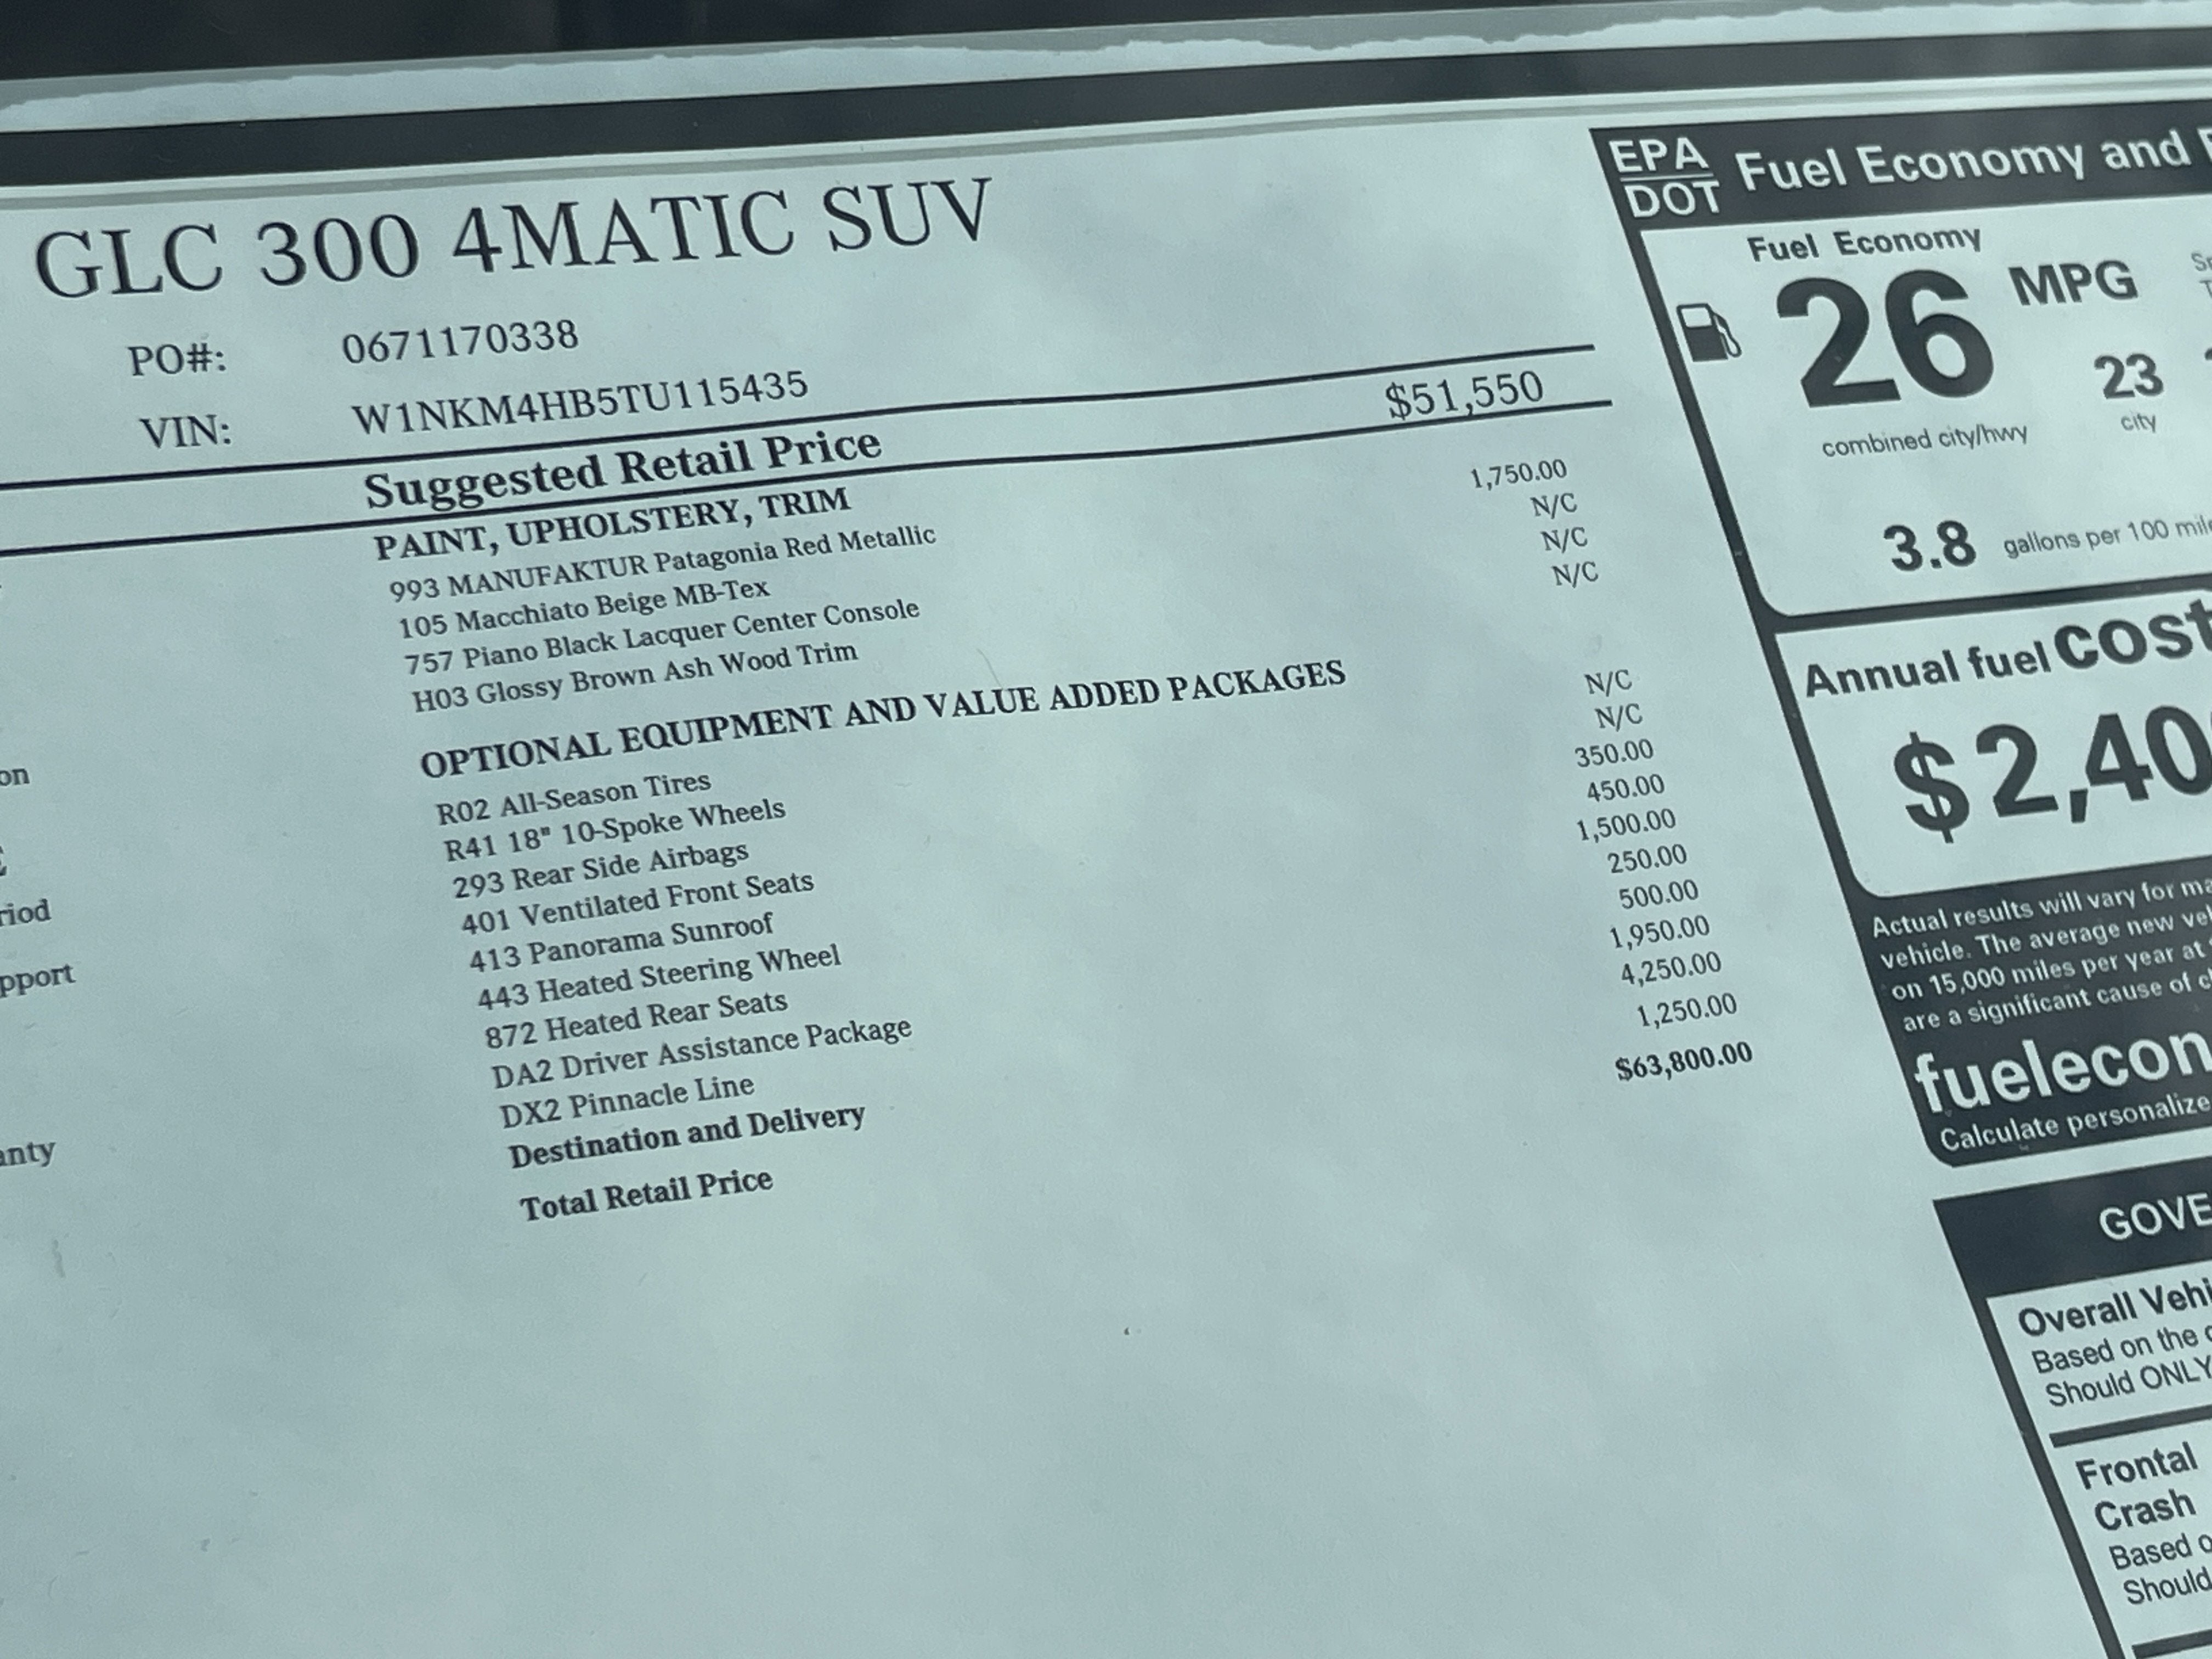 GLC 300 4MATIC SUV
PO#: 0671170338
VIN: W1NKM4HB5TU115435
Suggested Retail Price $51,550
PAINT, UPHOLSTERY, TRIM
993 MANUFAKTUR Patagonia Red Metallic 1,750.00
105 Macchiato Beige MB-Tex N/C
757 Piano Black Lacquer Center Console N/C
H03 Glossy Brown Ash Wood Trim N/C
OPTIONAL EQUIPMENT AND VALUE ADDED PACKAGES
R02 All-Season Tires N/C
R41 18" 10-Spoke Wheels N/C
293 Rear Side Airbags 350.00
401 Ventilated Front Seats 450.00
413 Panorama Sunroof 1,500.00
443 Heated Steering Wheel 250.00
872 Heated Rear Seats 500.00
DA2 Driver Assistance Package 1,950.00
DX2 Pinnacle Line 4,250.00
Destination and Delivery 1,250.00
Total Retail Price $63,800.00
on
riod
pport
anty
EPA
DOT
Fuel Economy and
Fuel Economy
26 MPG
combined city/hwy
23
city
3.8 gallons per 100 mile
Annual fuel cost
$2,40
Actual results will vary for ma
vehicle. The average new veh
on 15,000 miles per year at
are a significant cause of c
fuelecon
Calculate personalize
GOVE
Overall Vehi
Based on the
Should ONLY
Frontal
Crash
Based o
Should